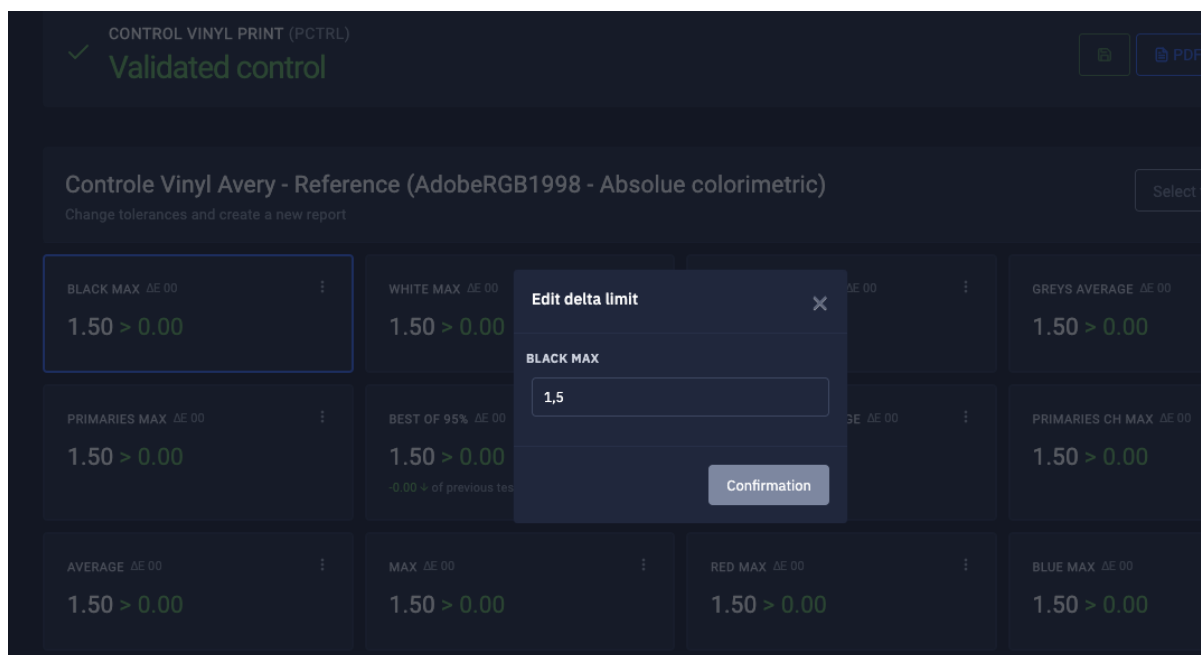 CONTROL VINYL PRINT (PCTRL)
Validated control
PDF
Controle Vinyl Avery - Reference (AdobeRGB1998 - Absolue colorimetric)
Change tolerances and create a new report
Select
BLACK MAX ΔE 00
1.50 > 0.00
WHITE MAX ΔE 00
1.50 > 0.00
ΔE 00
GREYS AVERAGE ΔE 00
1.50 > 0.00
Edit delta limit
BLACK MAX
1,5
Confirmation
PRIMARIES MAX ΔE 00
1.50 > 0.00
BEST OF 95% ΔE 00
1.50 > 0.00
-0.00 ↓ of previous
ΔE 00
PRIMARIES CH MAX ΔE 00
1.50 > 0.00
AVERAGE ΔE 00
1.50 > 0.00
MAX ΔE 00
1.50 > 0.00
RED MAX ΔE 00
1.50 > 0.00
BLUE MAX ΔE 00
1.50 > 0.00